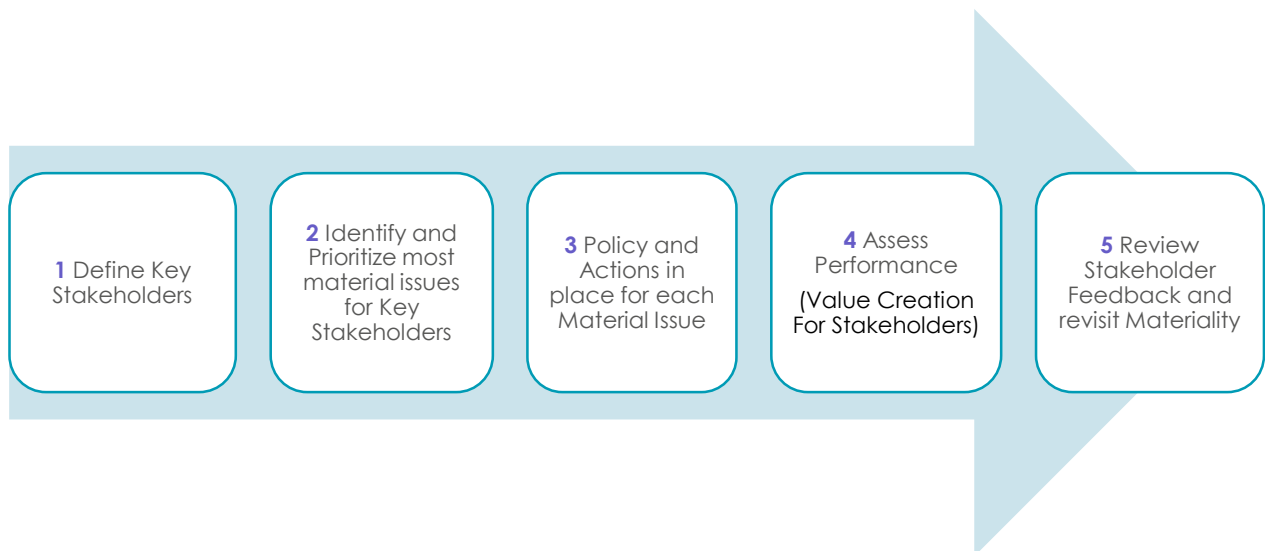 1 Define Key
Stakeholders
2 Identify and
Prioritize most
material issues
for Key
Stakeholders
3 Policy and
Actions in
place for each
Material Issue
4 Assess
Performance
(Value Creation
For Stakeholders)
5 Review
Stakeholder
Feedback and
revisit Materiality